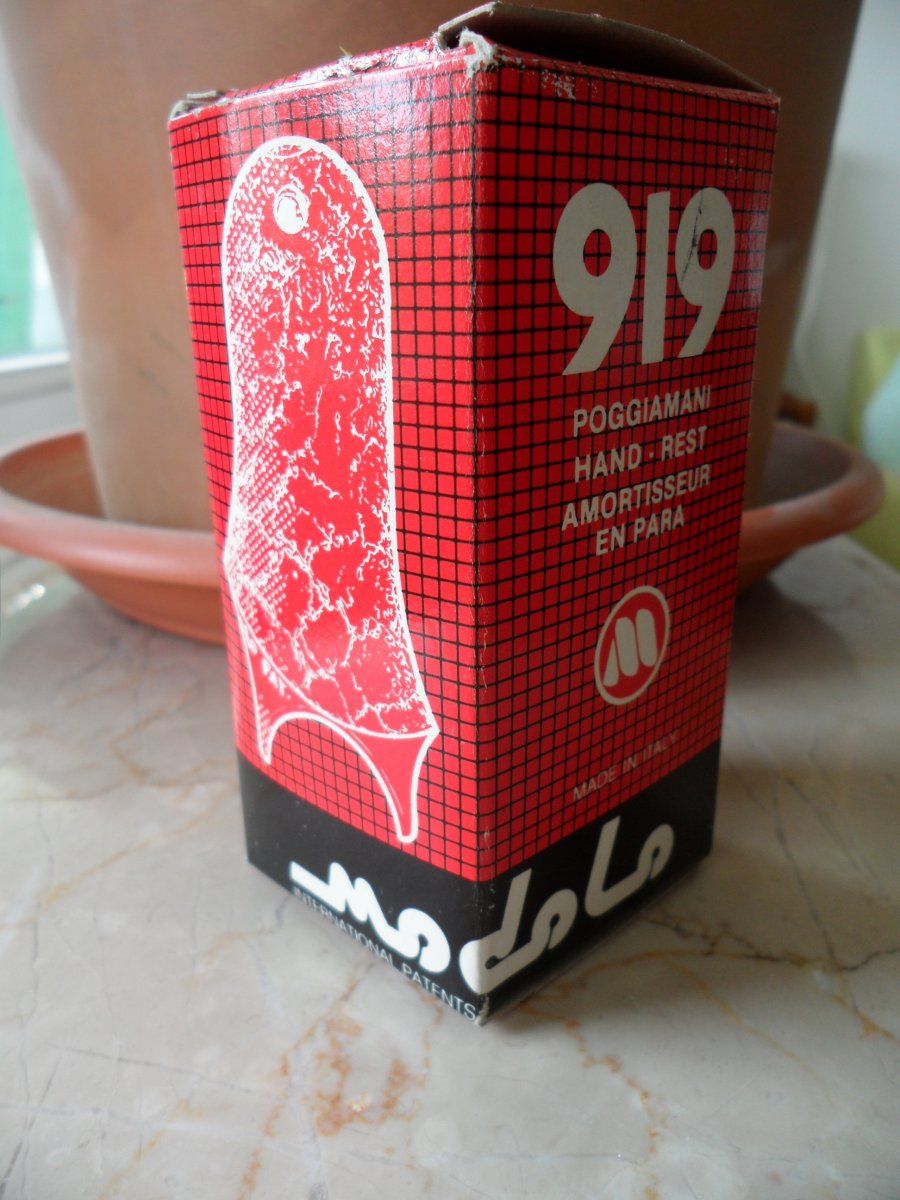 919
POGGIAMANI
HAND - REST
AMORTISSEUR
EN PARA
M
MADE IN ITALY
Modolo
INTERNATIONAL PATENTS